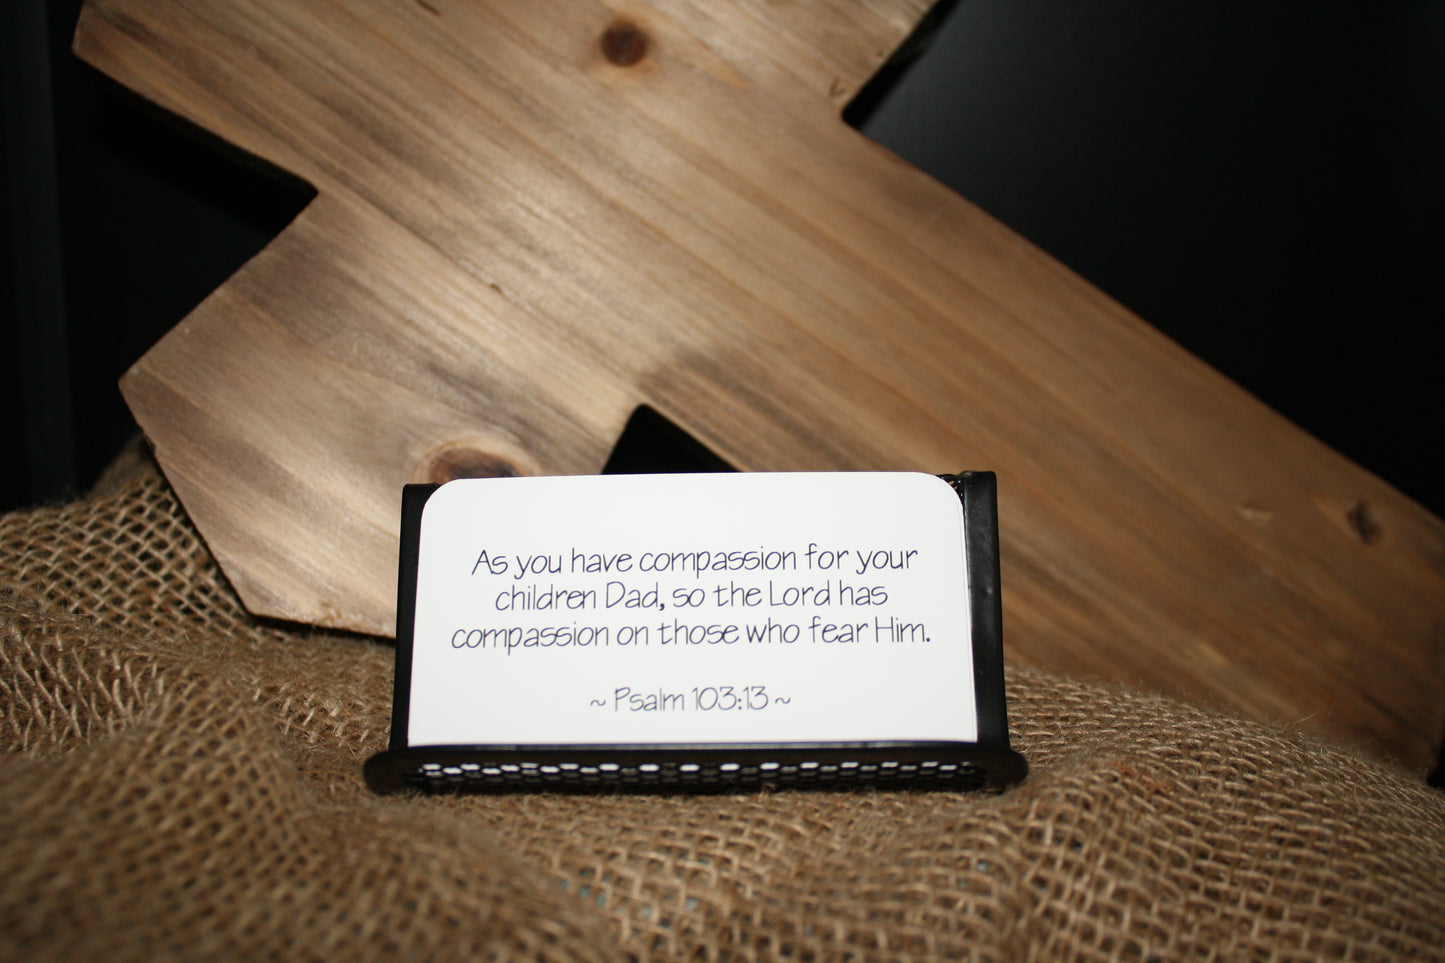 As you have compassion for your
children Dad, so the Lord has
compassion on those who fear Him.
~ Psalm 103:13 ~